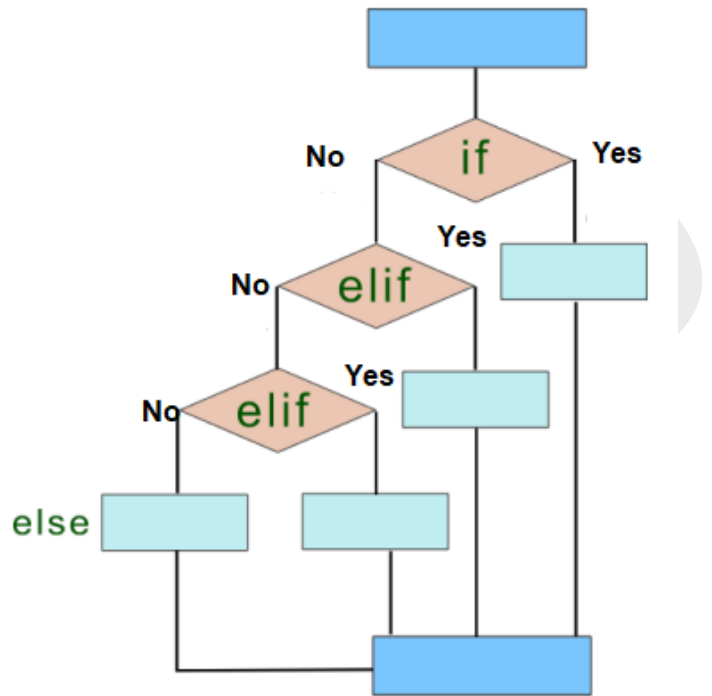 No
if
Yes
Yes
No
elif
Yes
No
elif
else